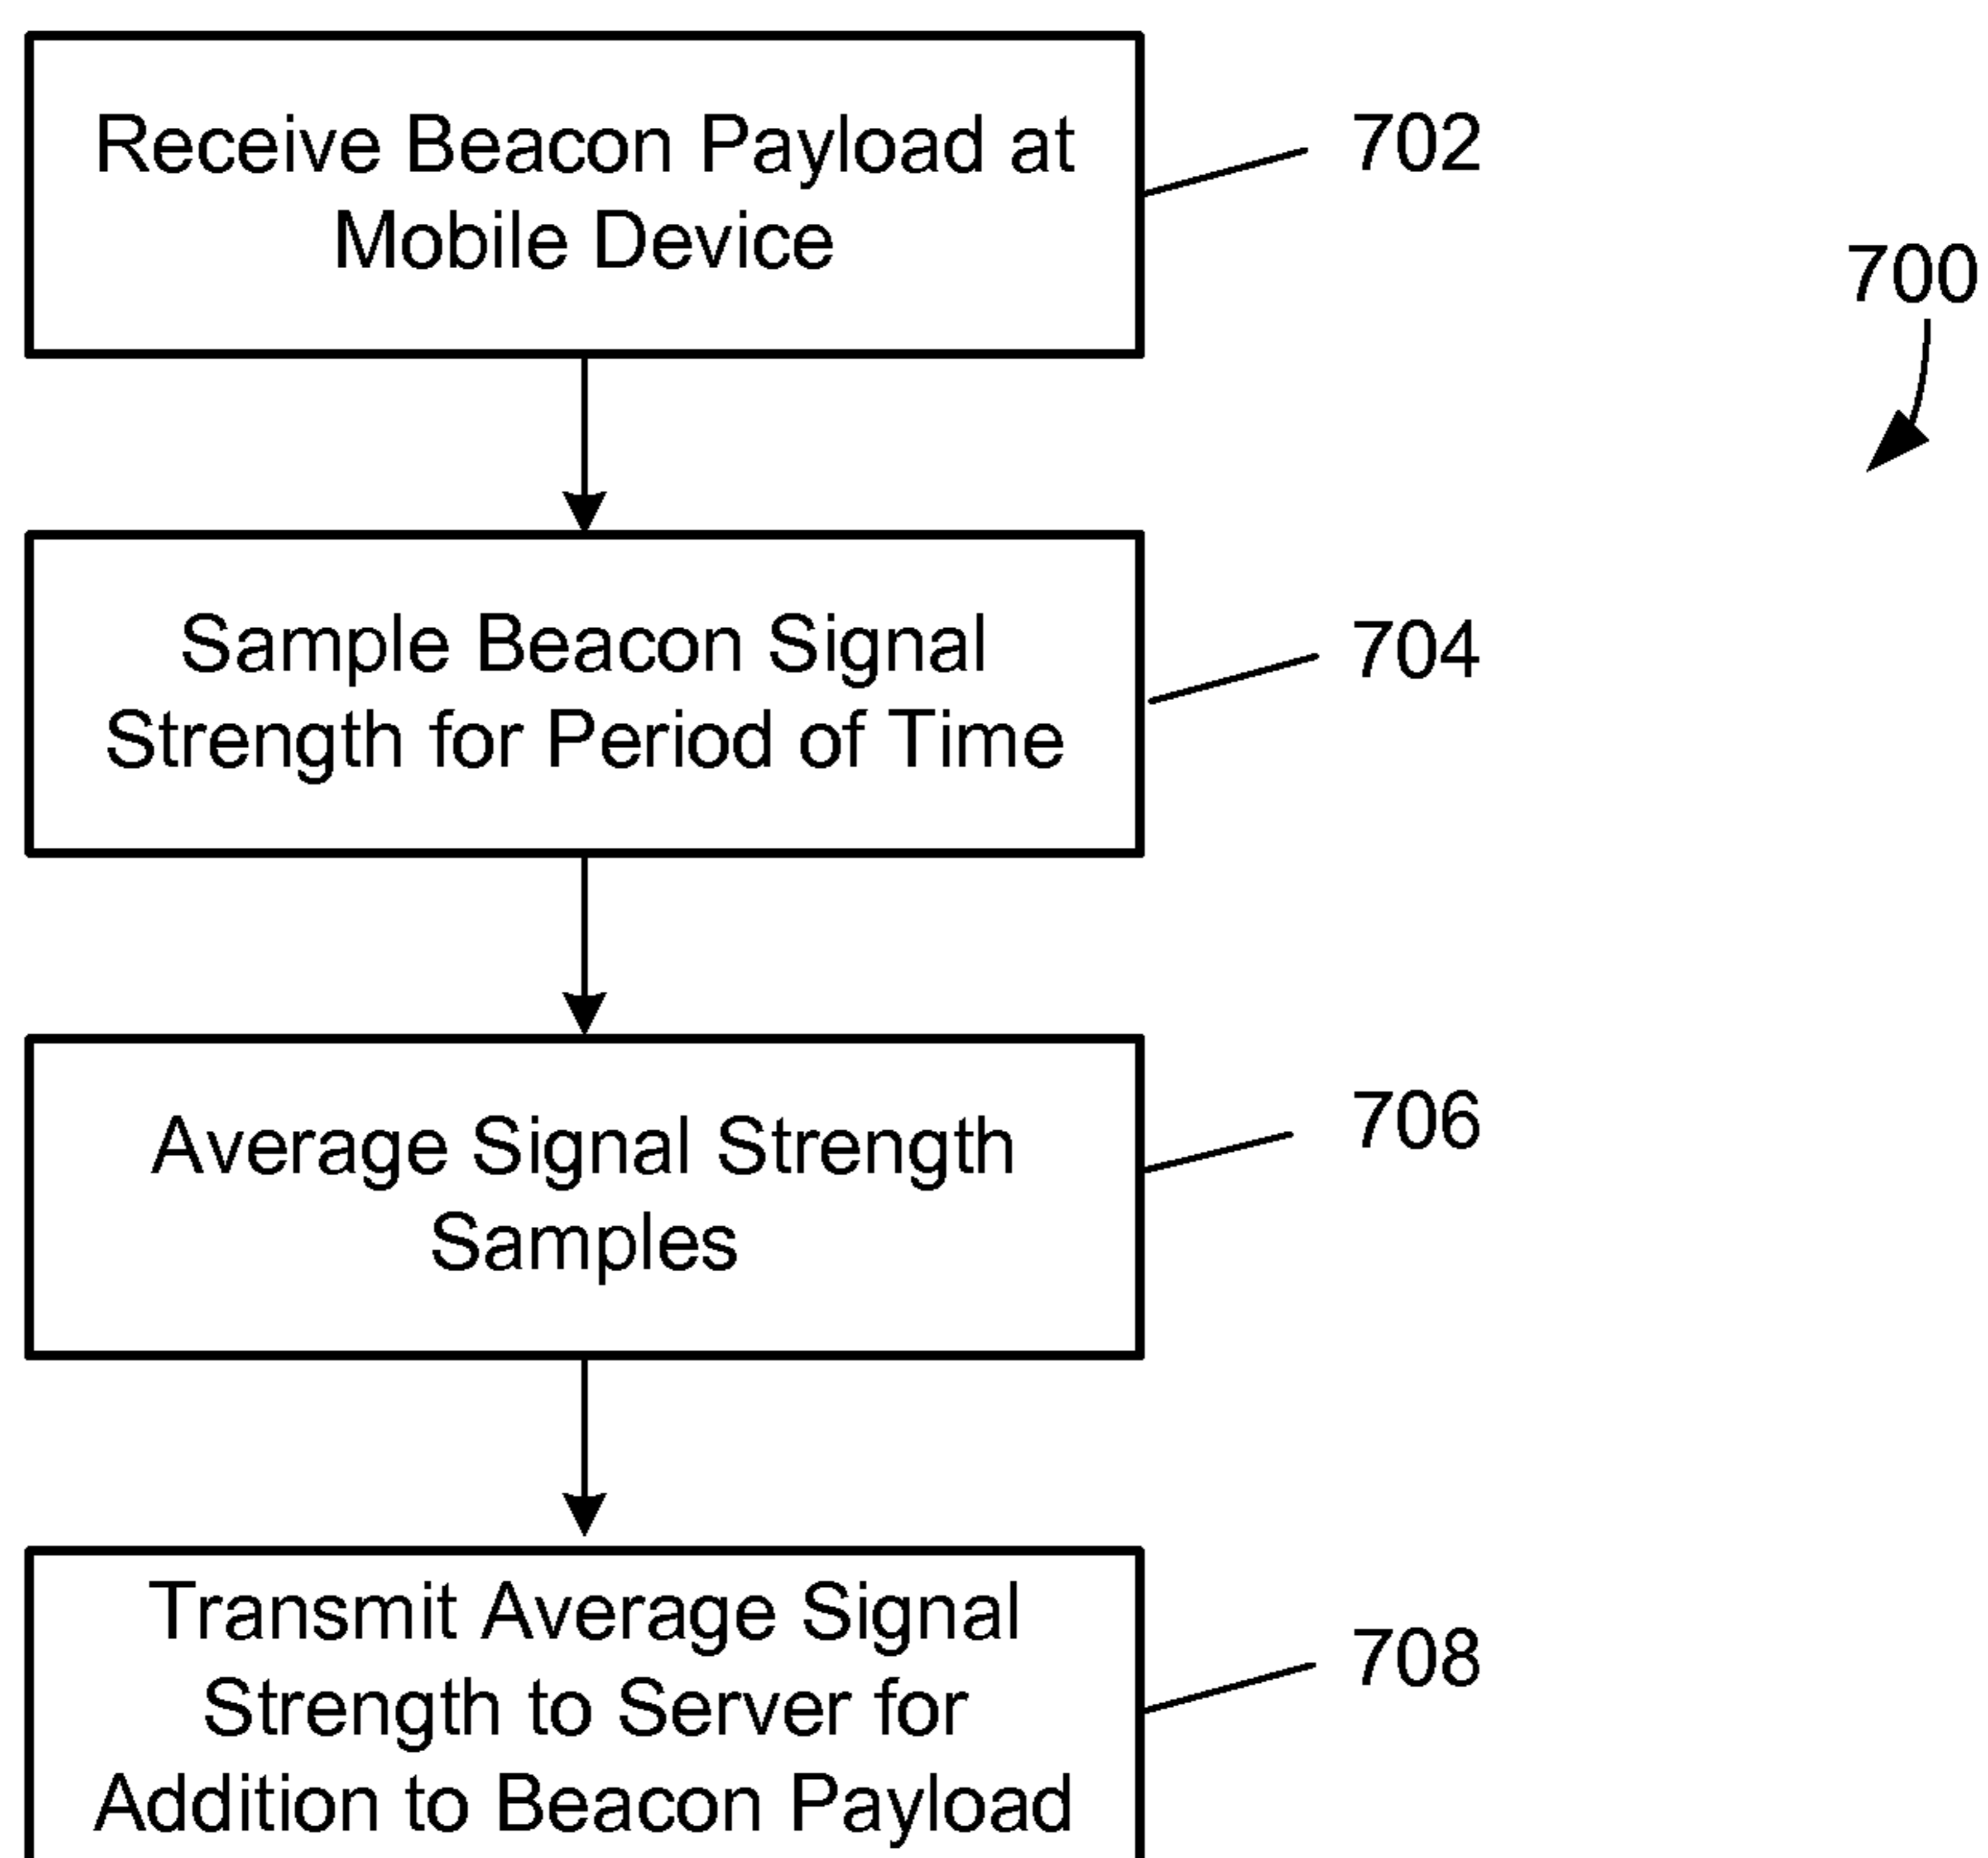 Receive Beacon Payload at
Mobile Device
702
700
Sample Beacon Signal
Strength for Period of Time
704
Average Signal Strength
Samples
706
Transmit Average Signal
Strength to Server for
Addition to Beacon Payload
708